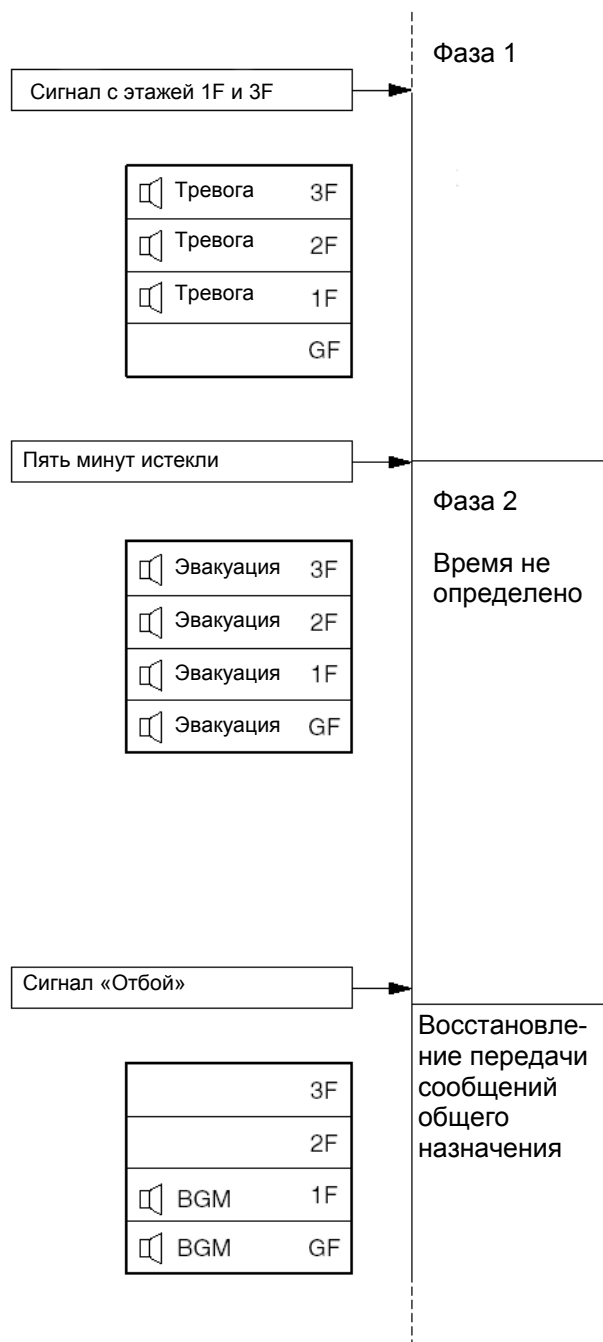 Фаза 1
Сигнал с этажей 1F и 3F
Тревога 3F
Тревога 2F
Тревога 1F
GF
Пять минут истекли
Фаза 2
Время не
определено
Эвакуация 3F
Эвакуация 2F
Эвакуация 1F
Эвакуация GF
Сигнал «Отбой»
Восстановле-
ние передачи
сообщений
общего
назначения
3F
2F
BGM 1F
BGM GF